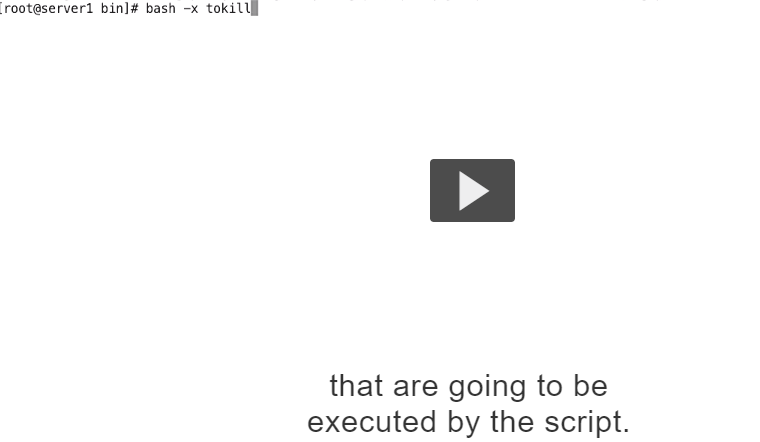 [root@server1 bin]# bash -x tokill
that are going to be
executed by the script.